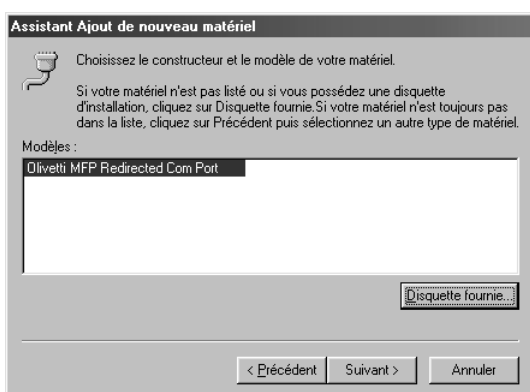 Assistant Ajout de nouveau matériel
Choisissez le constructeur et le modèle de votre matériel.
Si votre matériel n'est pas listé ou si vous possédez une disquette
d'installation, cliquez sur Disquette fournie.Si votre matériel n'est toujours pas
dans la liste, cliquez sur Précédent puis sélectionnez un autre type de matériel.
Modèles :
Olivetti MFP Redirected Com Port
Disquette fournie...
< Précédent
Suivant >
Annuler